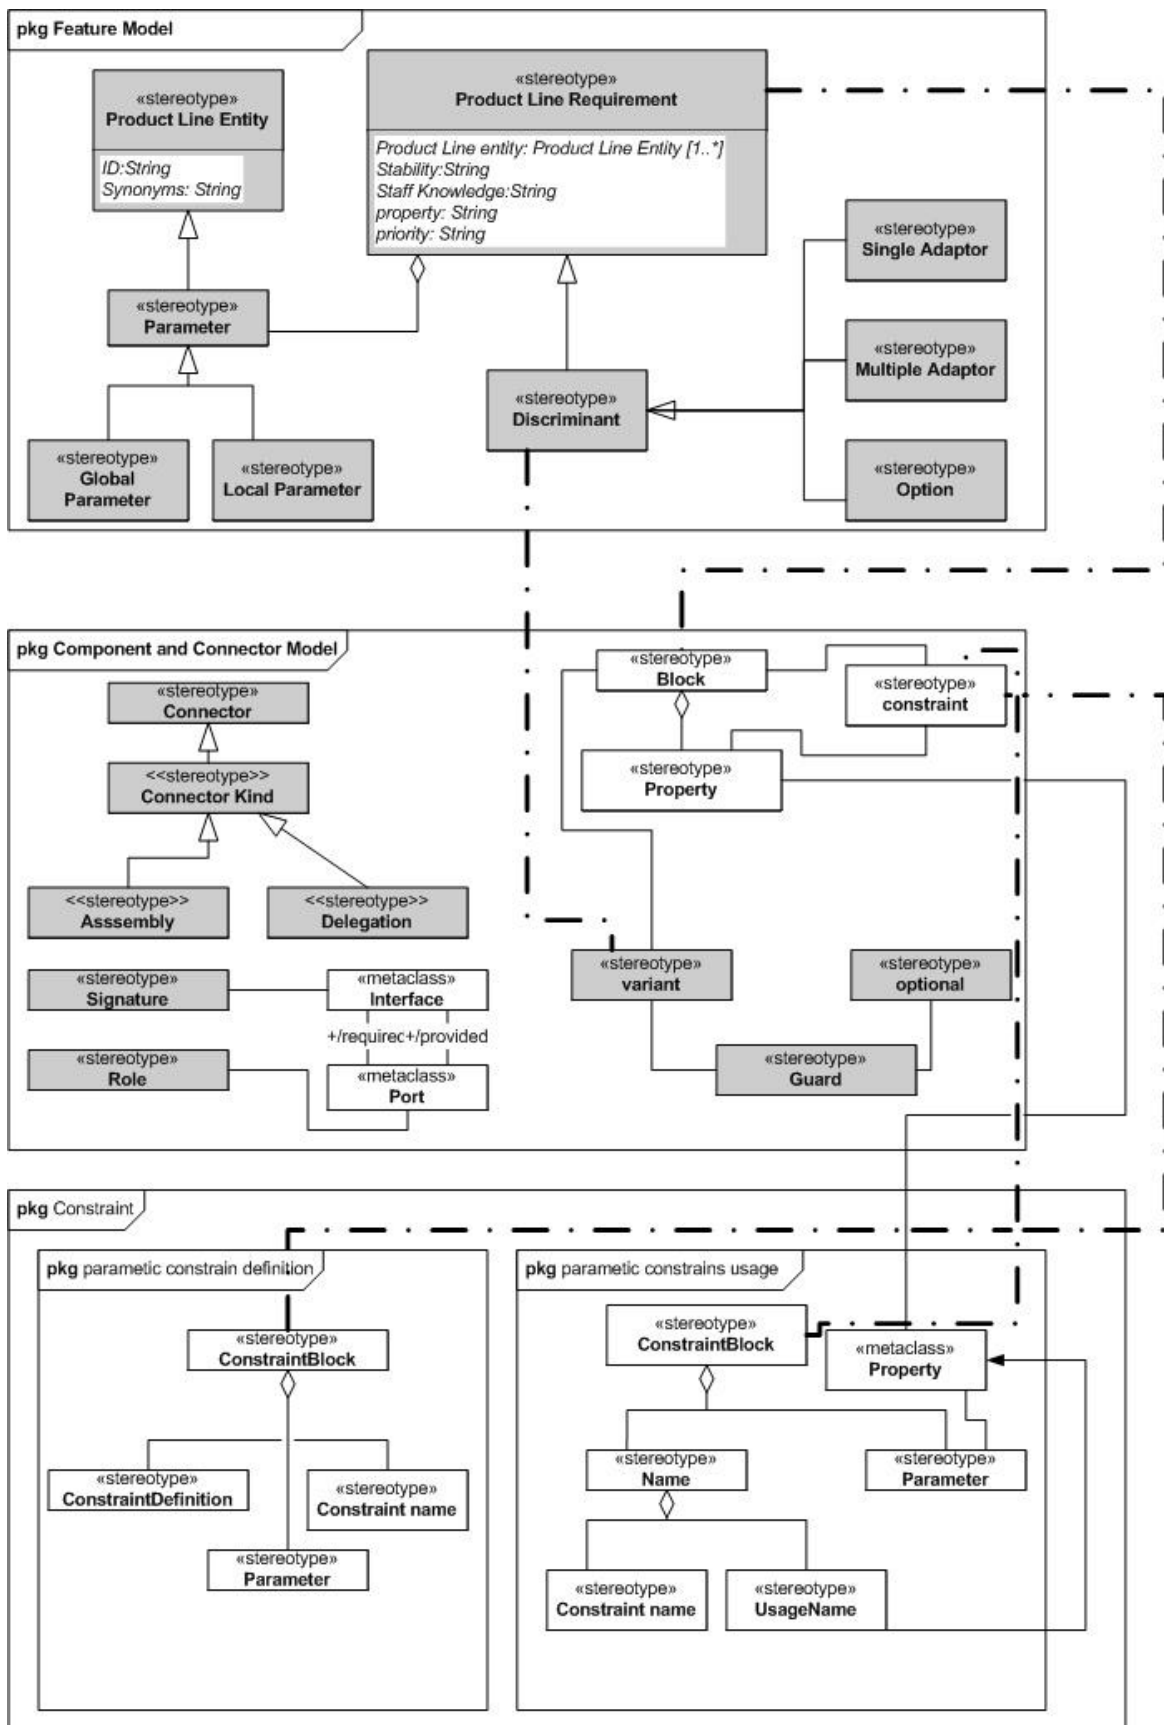 pkg Feature Model
«stereotype»
Product Line Entity
ID:String
Synonyms: String
«stereotype»
Product Line Requirement
Product Line entity: Product Line Entity [1..*]
Stability:String
Staff Knowledge:String
property: String
priority: String
«stereotype»
Single Adaptor
«stereotype»
Parameter
«stereotype»
Multiple Adaptor
«stereotype»
Discriminant
«stereotype»
Global
Parameter
«stereotype»
Local Parameter
«stereotype»
Option
pkg Component and Connector Model
«stereotype»
Connector
<<stereotype>>
Connector Kind
<<stereotype>>
Asssembly
<<stereotype>>
Delegation
«stereotype»
Signature
«metaclass»
Interface
+/requirec+/provided
«stereotype»
Role
«metaclass»
Port
«stereotype»
Block
«stereotype»
constraint
«stereotype»
Property
«stereotype»
variant
«stereotype»
optional
«stereotype»
Guard
pkg Constraint
pkg parametic constrain definition
«stereotype»
ConstraintBlock
«stereotype»
ConstraintDefinition
«stereotype»
Constraint name
«stereotype»
Parameter
pkg parametic constrains usage
«stereotype»
ConstraintBlock
«metaclass»
Property
«stereotype»
Name
«stereotype»
Parameter
«stereotype»
Constraint name
«stereotype»
UsageName